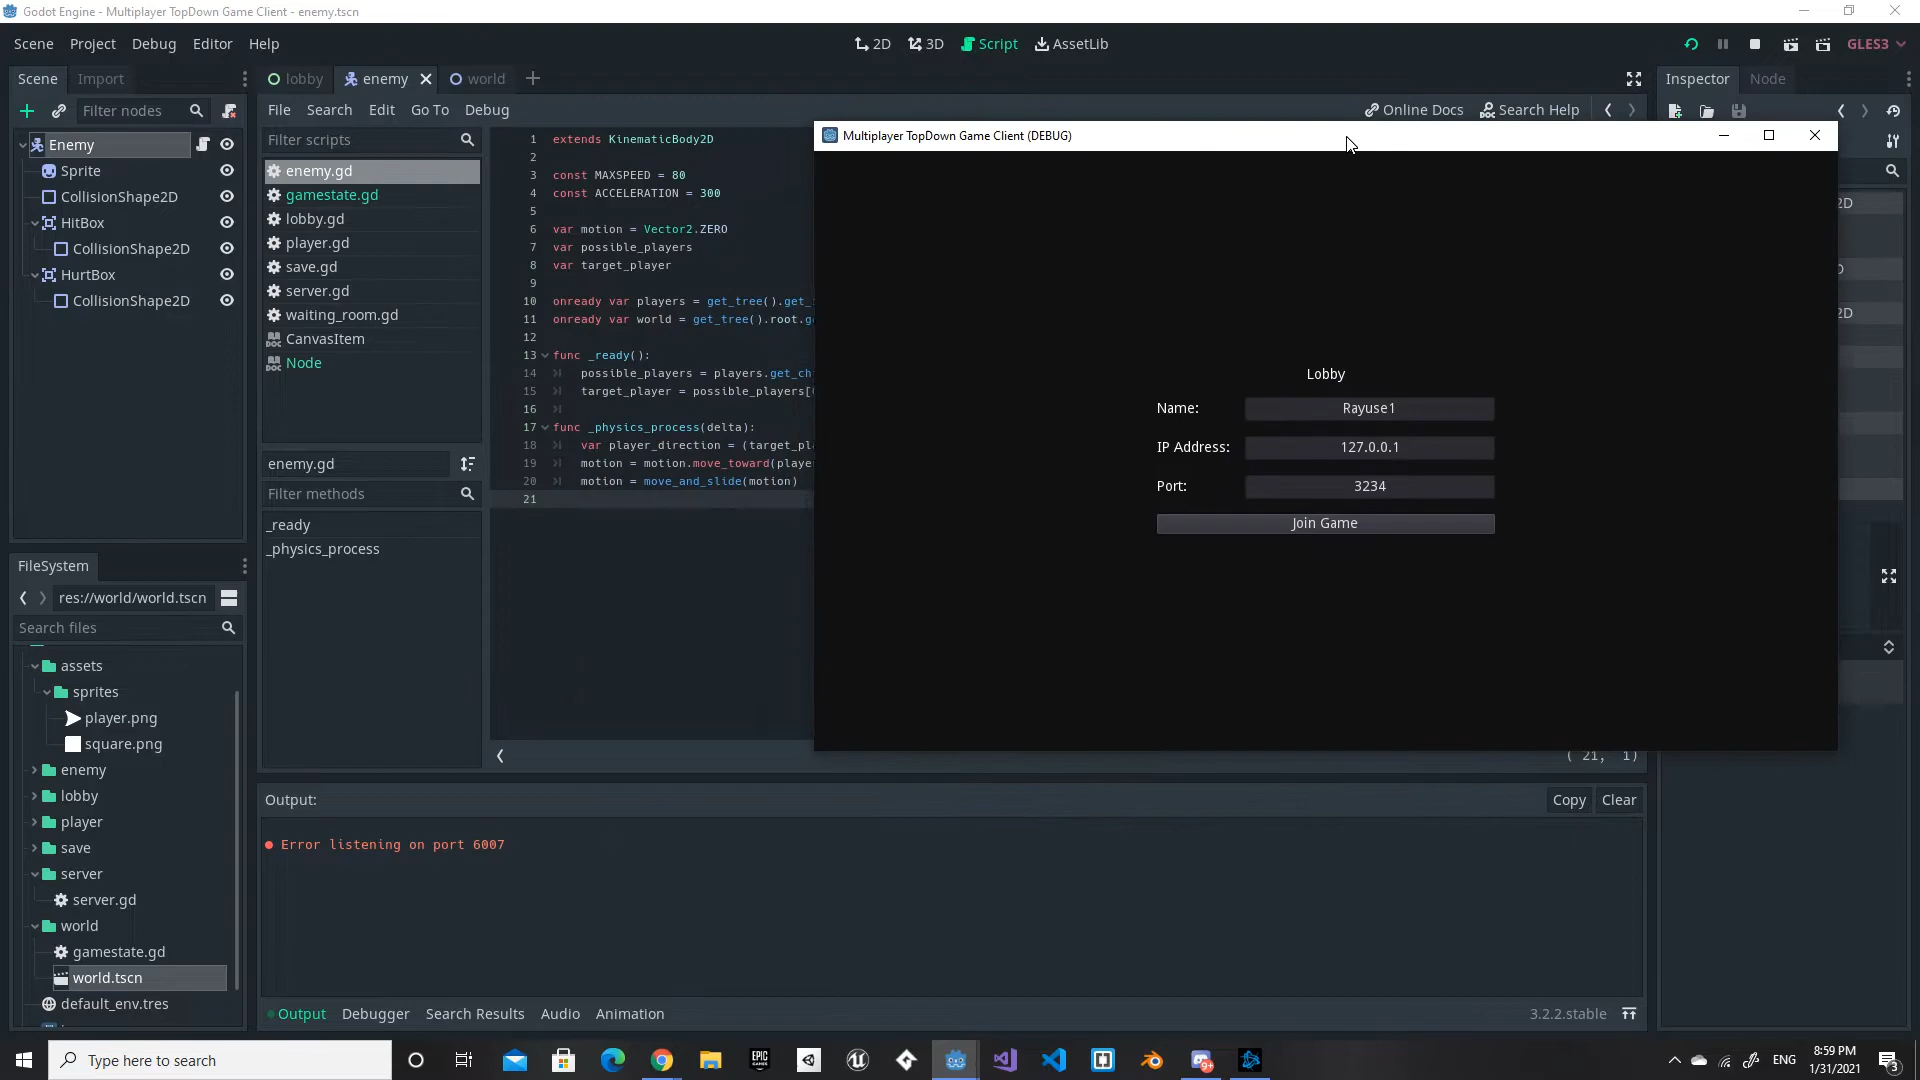 Godot Engine - Multiplayer TopDown Game Client - enemy.tscn
Scene Project Debug Editor Help
2D 3D Script AssetLib
GLES3
Scene Import
Filter nodes
Enemy
Sprite
CollisionShape2D
HitBox
CollisionShape2D
HurtBox
CollisionShape2D
FileSystem
res://world/world.tscn
Search files
assets
sprites
player.png
square.png
enemy
lobby
player
save
server
server.gd
world
gamestate.gd
world.tscn
default_env.tres
lobby enemy world
File Search Edit Go To Debug
Online Docs Search Help
Filter scripts
enemy.gd
gamestate.gd
lobby.gd
player.gd
save.gd
server.gd
waiting_room.gd
CanvasItem
Node
enemy.gd
Filter methods
_ready
_physics_process
1 extends KinematicBody2D
2
3 const MAXSPEED = 80
4 const ACCELERATION = 300
5
6 var motion = Vector2.ZERO
7 var possible_players
8 var target_player
9
10 onready var players = get_tree().get_
11 onready var world = get_tree().root.g
12
13 func _ready():
14 possible_players = players.get_ch
15 target_player = possible_players[
16
17 func _physics_process(delta):
18 var player_direction = (target_pl
19 motion = motion.move_toward(playe
20 motion = move_and_slide(motion)
21
( 21, 1)
Multiplayer TopDown Game Client (DEBUG)
Lobby
Name: Rayuse1
IP Address: 127.0.0.1
Port: 3234
Join Game
Inspector Node
2D
D
2D
Output:
Copy Clear
Error listening on port 6007
Output Debugger Search Results Audio Animation
3.2.2.stable
Type here to search
EPIC GAMES
9+
ENG
8:59 PM
1/31/2021
3